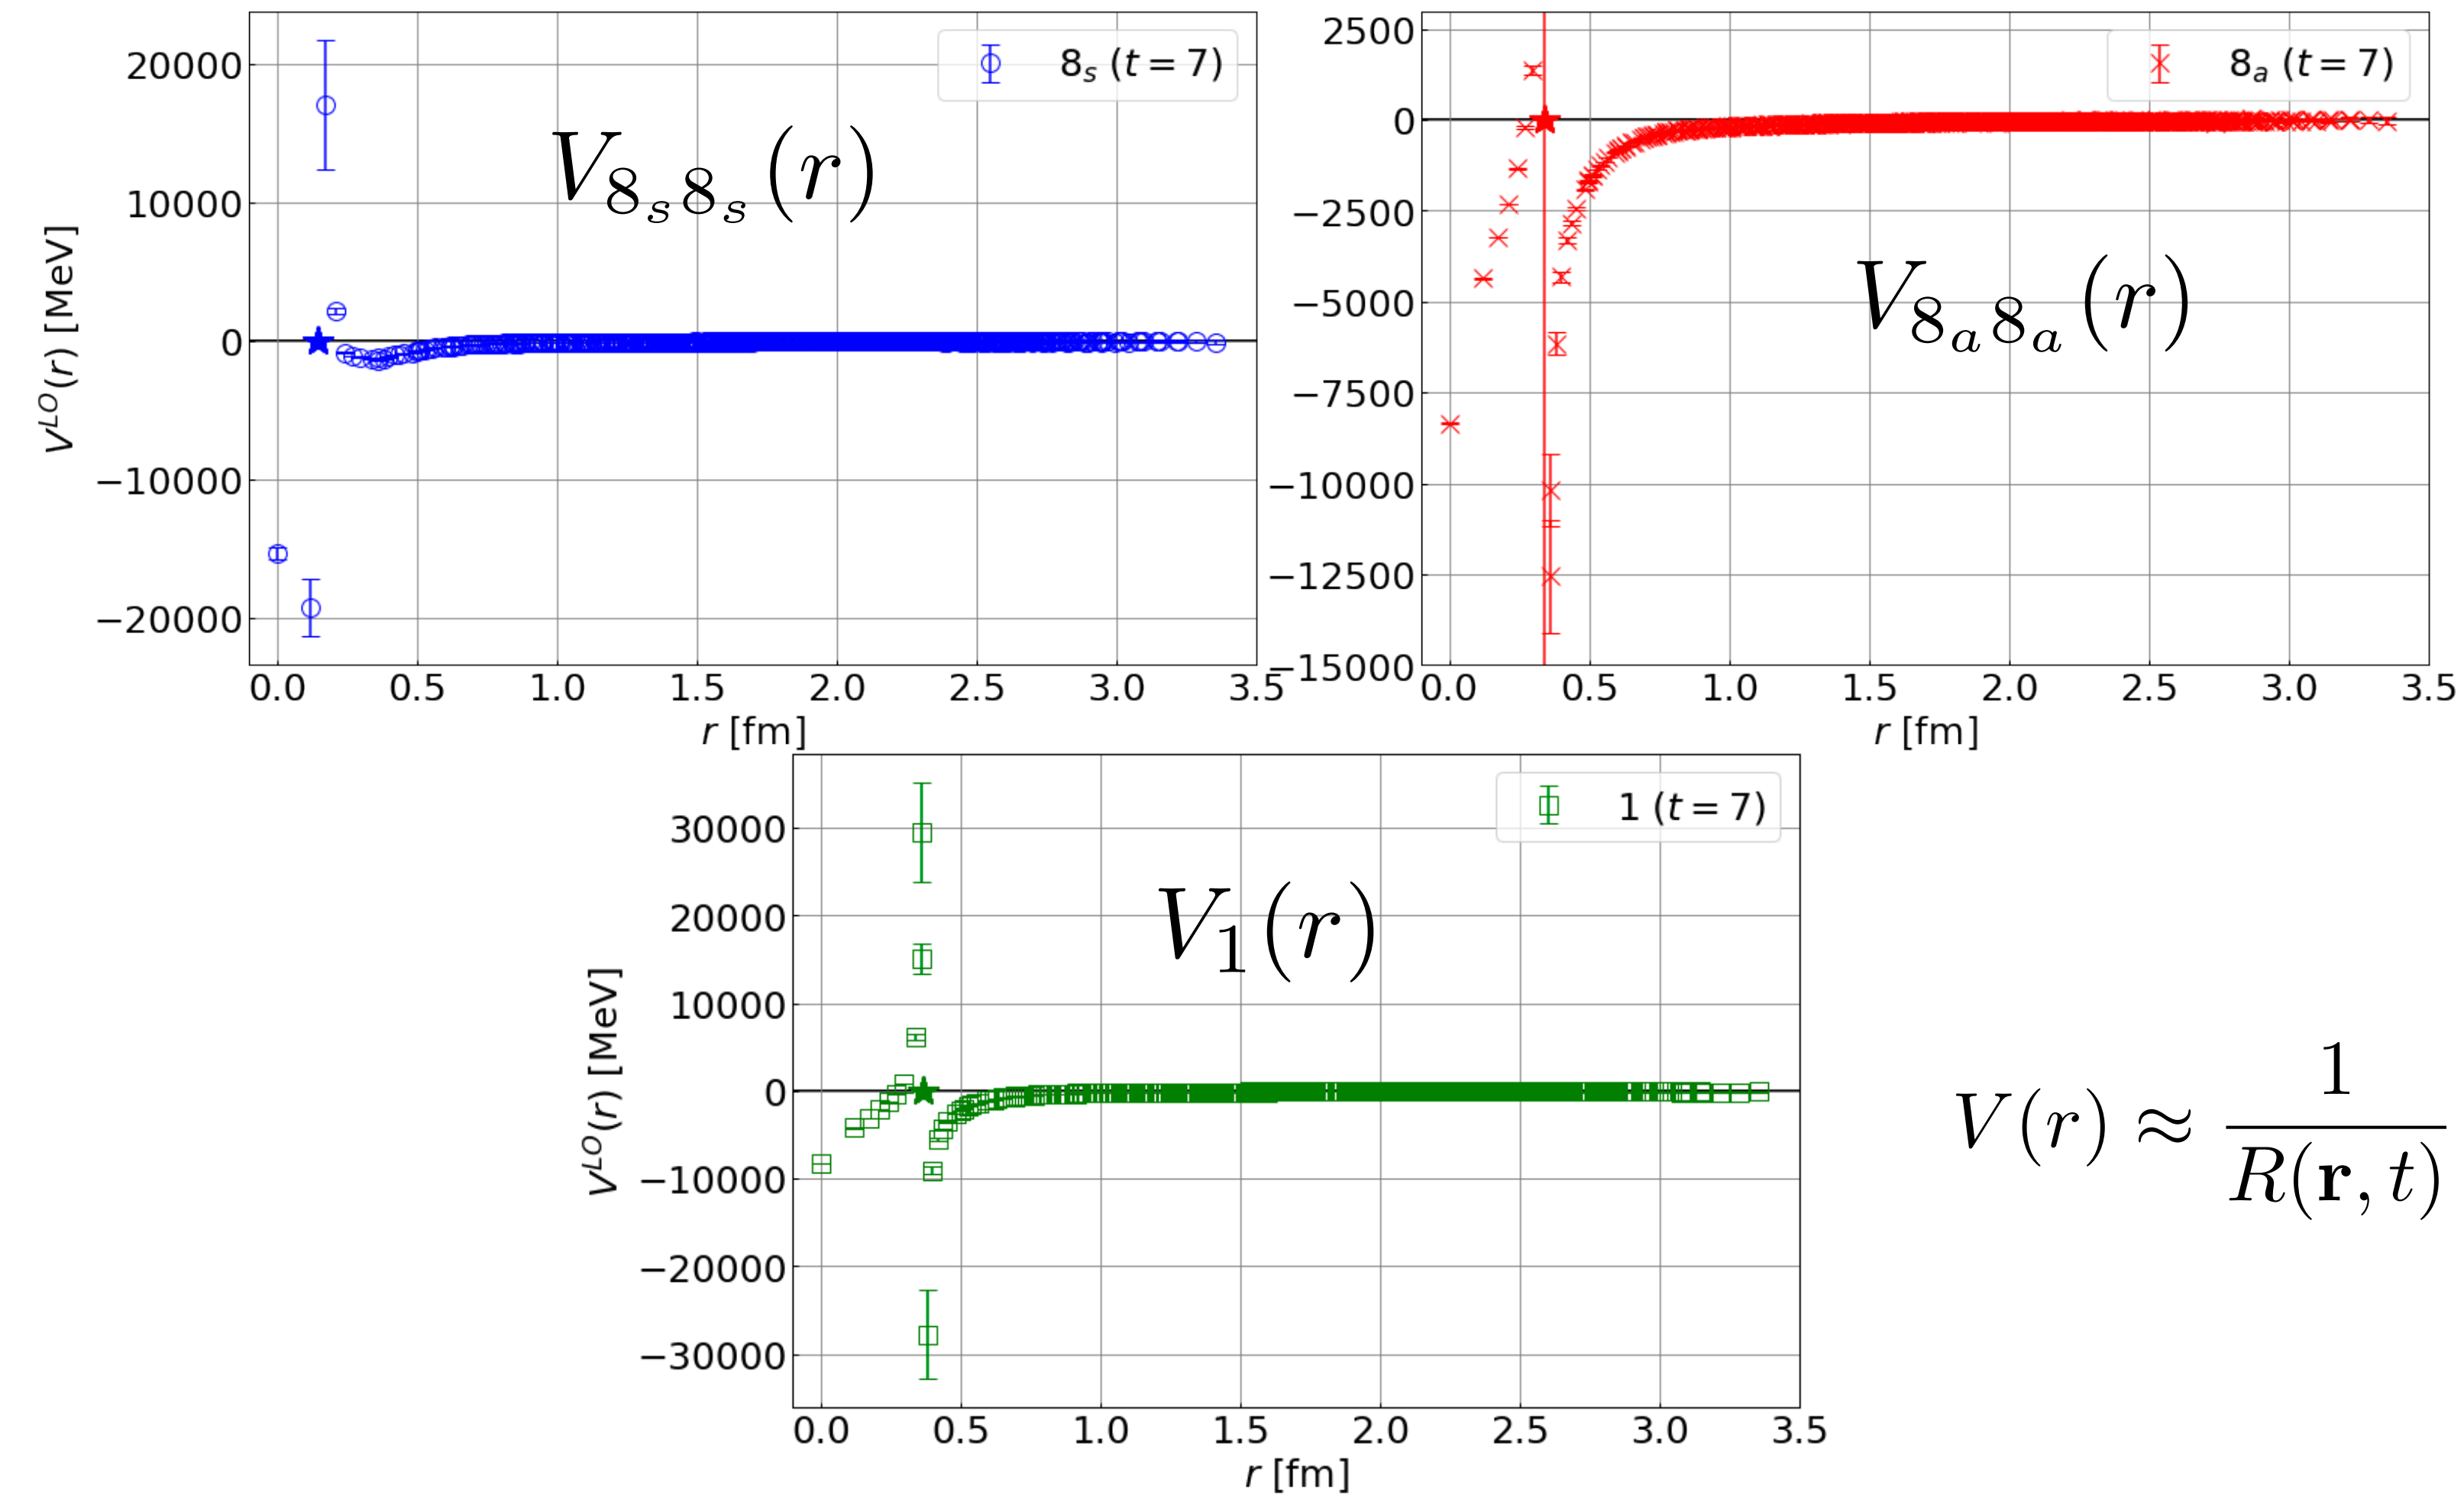 8_s (t = 7)
V_{8_s 8_s}(r)
V^{LO}(r) [MeV]
20000
10000
0
−10000
−20000
0.0 0.5 1.0 1.5 2.0 2.5 3.0 3.5
r [fm]
8_a (t = 7)
V_{8_a 8_a}(r)
2500
0
−2500
−5000
−7500
−10000
−12500
−15000
0.0 0.5 1.0 1.5 2.0 2.5 3.0 3.5
r [fm]
1 (t = 7)
V_1(r)
V^{LO}(r) [MeV]
30000
20000
10000
0
−10000
−20000
−30000
0.0 0.5 1.0 1.5 2.0 2.5 3.0 3.5
r [fm]
V(r) ≈ \frac{1}{R(\mathbf{r}, t)}